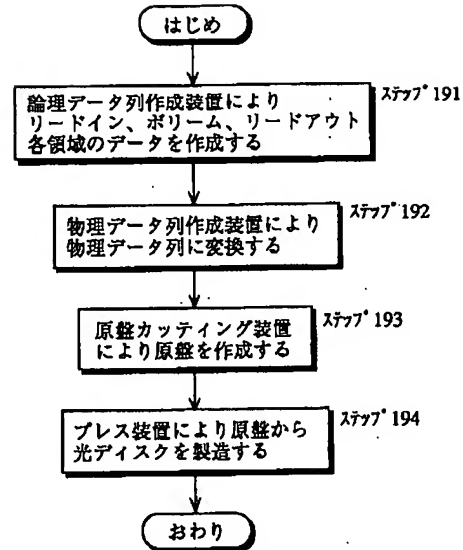 はじめ
論理データ列作成装置により
リードイン、ボリーム、リードアウト
各領域のデータを作成する
ステップ191
物理データ列作成装置により
物理データ列に変換する
ステップ192
原盤カッティング装置
により原盤を作成する
ステップ193
プレス装置により原盤から
光ディスクを製造する
ステップ194
おわり